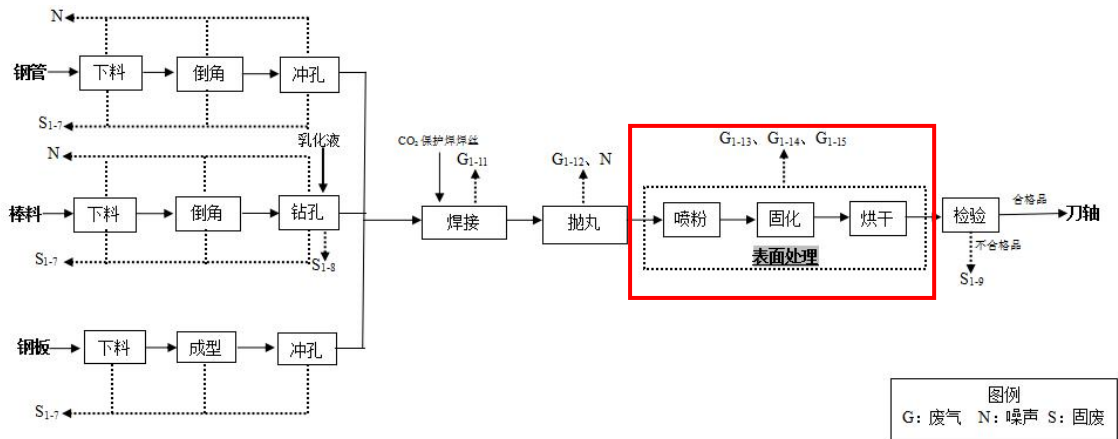 N
钢管
下料
倒角
冲孔
S1-7
乳化液
N
棒料
下料
倒角
钻孔
S1-7
S1-8
钢板
下料
成型
冲孔
S1-7
CO₂保护焊焊丝
G1-11
焊接
G1-12、N
抛丸
G1-13、G1-14、G1-15
喷粉
固化
烘干
表面处理
检验
合格品
刀轴
不合格品
S1-9
图例
G：废气 N：噪声 S：固废